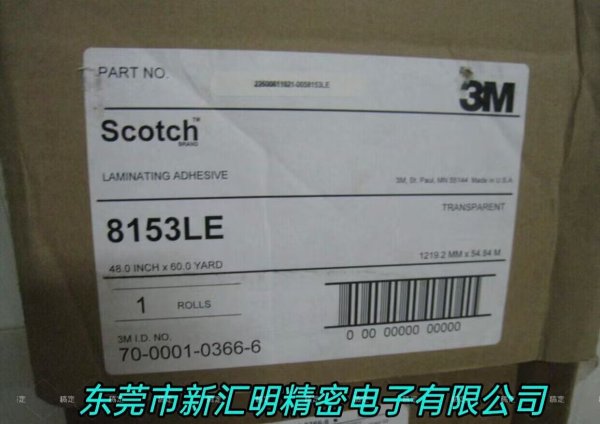 PART NO.
3M
Scotch™
BRAND
LAMINATING ADHESIVE
3M, St. Paul, MN 55144 Made in U.S.A
TRANSPARENT
8153LE
48.0 INCH x 60.0 YARD
1219.2 MM x 54.84 M
1 ROLLS
3M I.D. NO.
70-0001-0366-6
0 00 00000 00000
东莞市新汇明精密电子有限公司